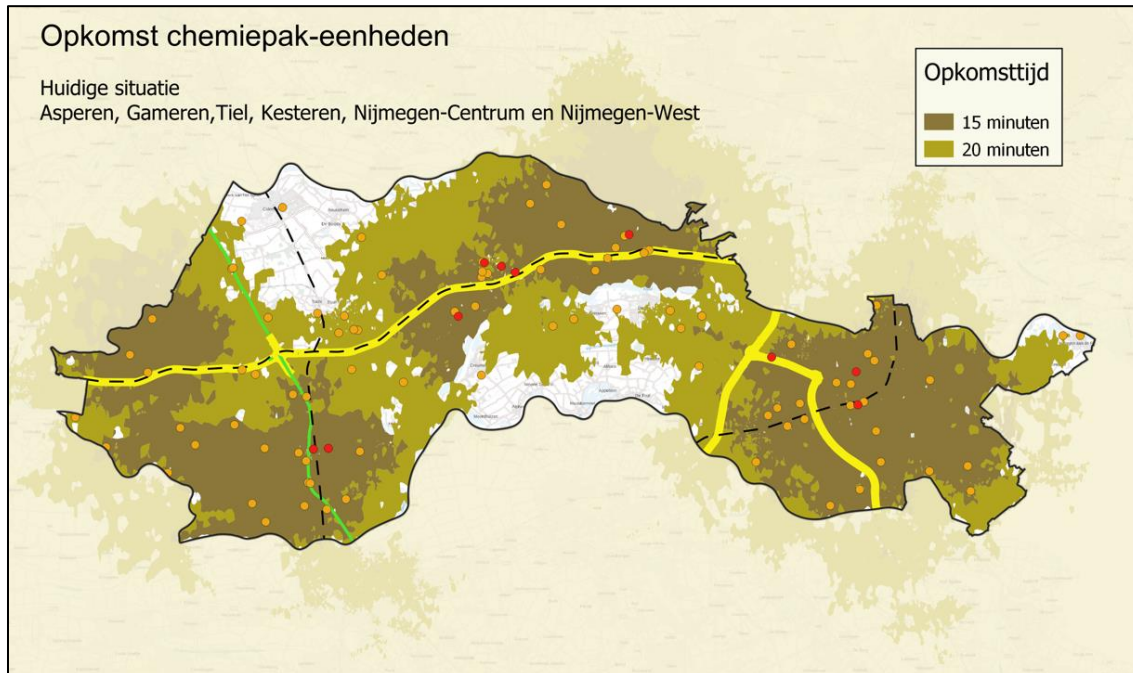 Opkomst chemiepak-eenheden
Huidige situatie
Asperen, Gameren,Tiel, Kesteren, Nijmegen-Centrum en Nijmegen-West
Opkomsttijd
15 minuten
20 minuten